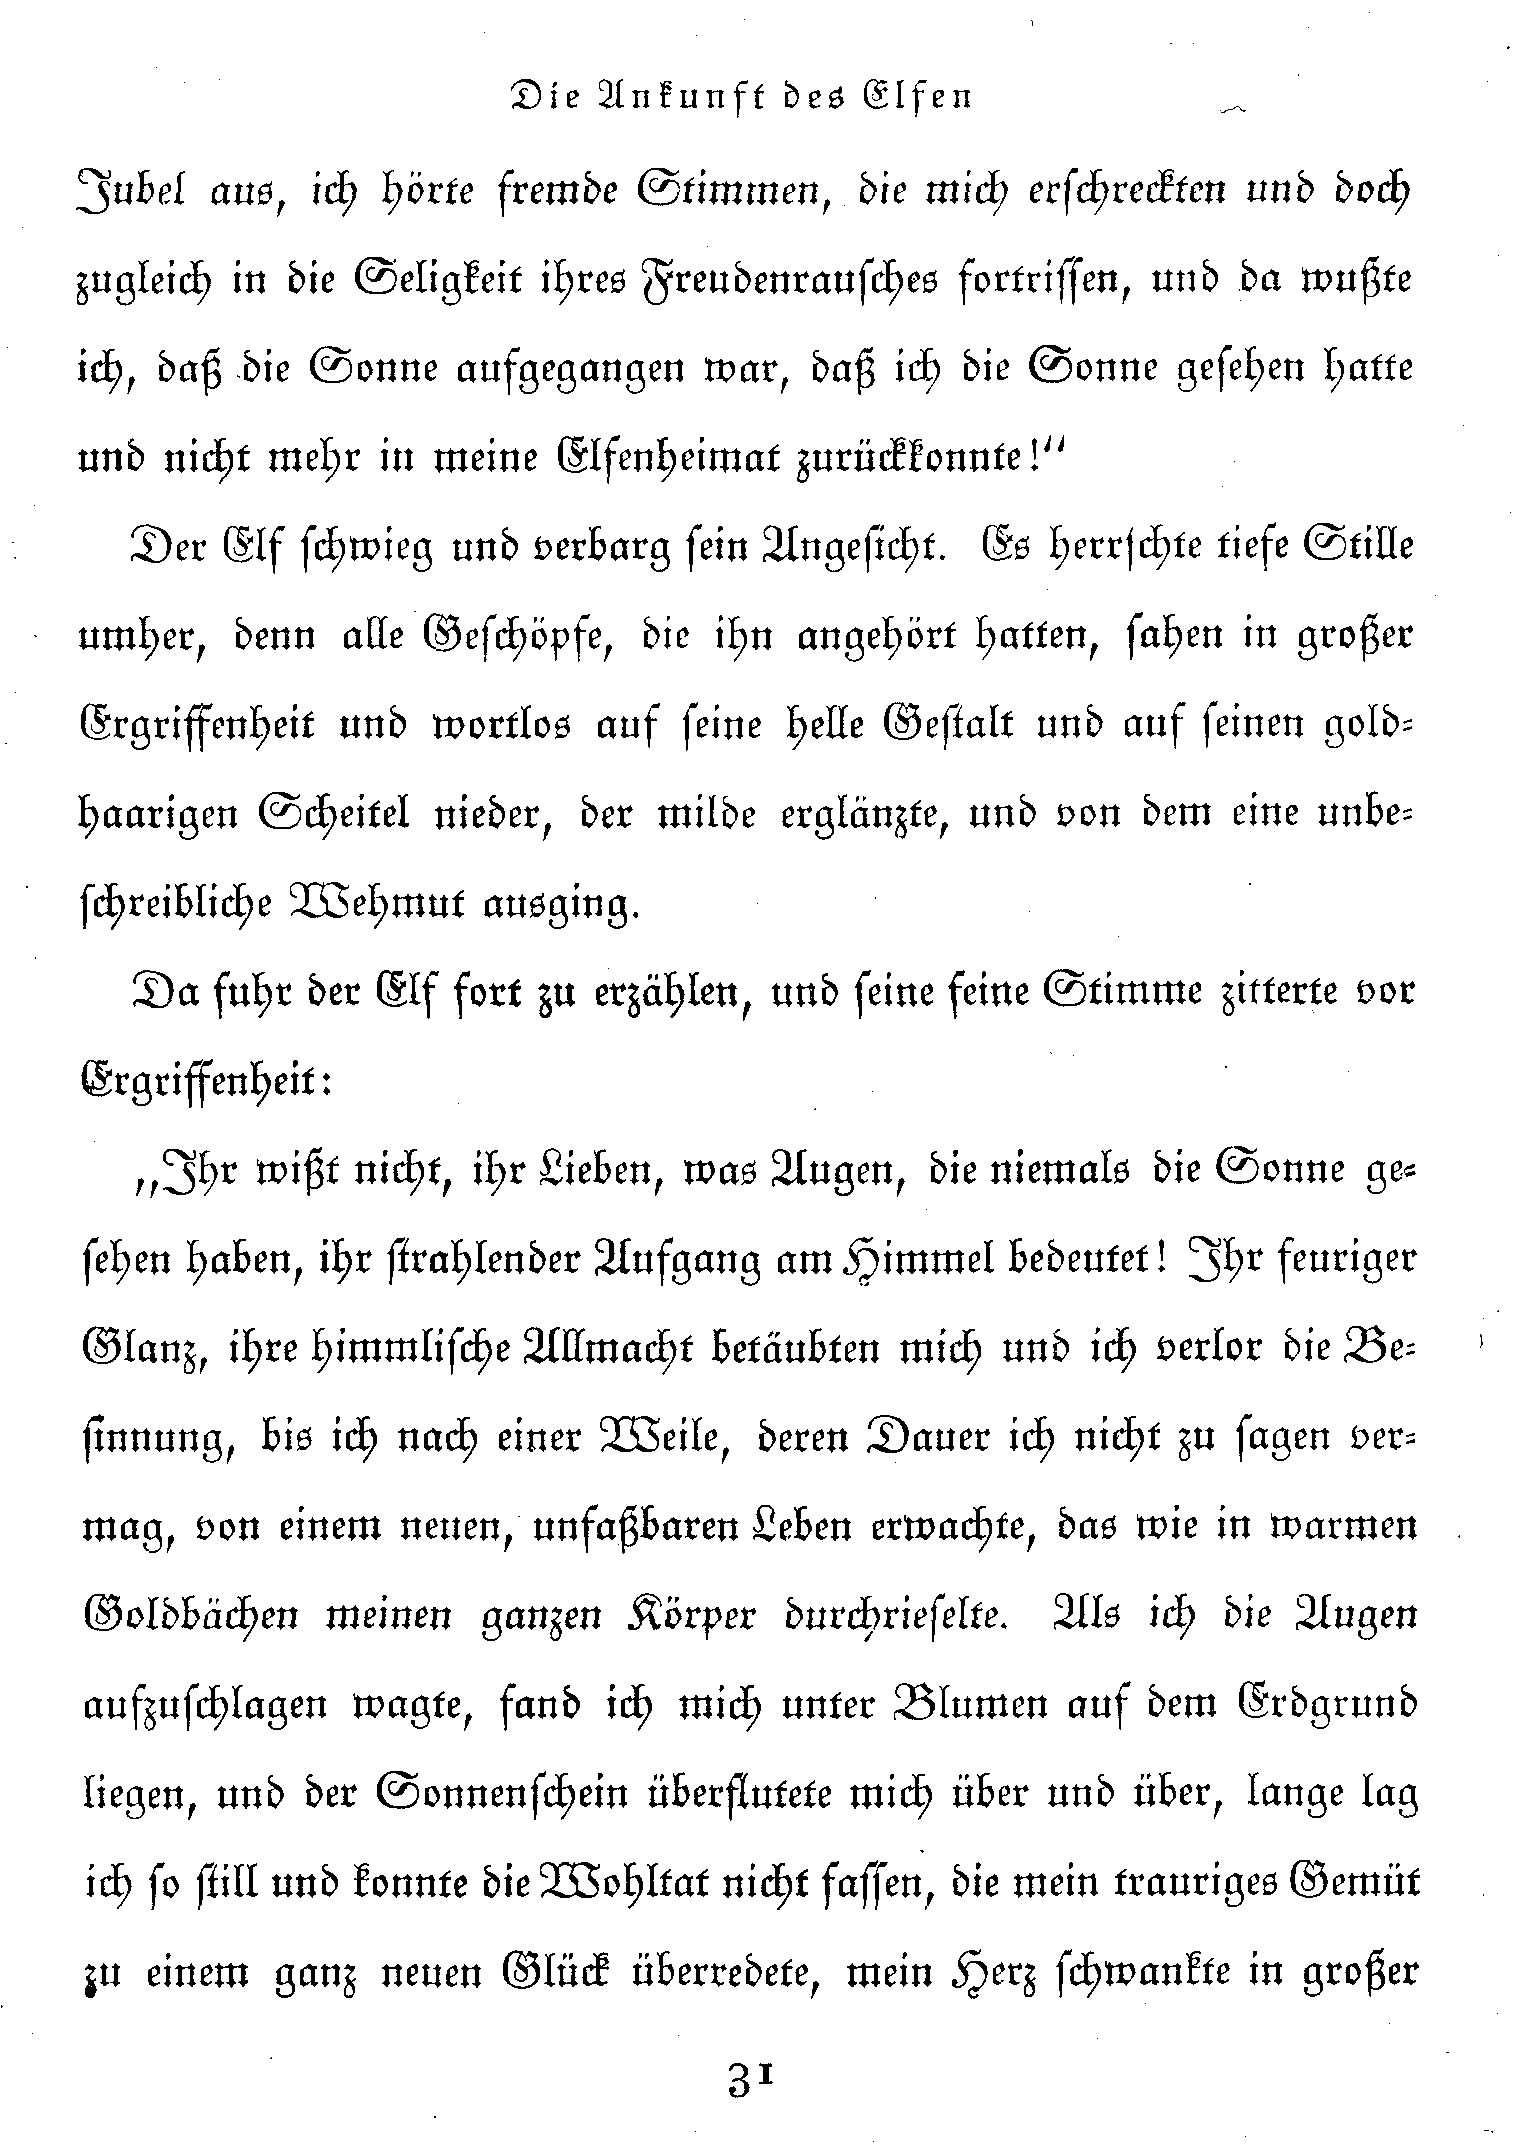 Die Ankunft des Elfen
Jubel aus, ich hörte fremde Stimmen, die mich erschreckten und doch
zugleich in die Seligkeit ihres Freudenrausches fortrissen, und da wußte
ich, daß die Sonne aufgegangen war, daß ich die Sonne gesehen hatte
und nicht mehr in meine Elfenheimat zurückkonnte!“
Der Elf schwieg und verbarg sein Angesicht. Es herrschte tiefe Stille
umher, denn alle Geschöpfe, die ihn angehört hatten, sahen in großer
Ergriffenheit und wortlos auf seine helle Gestalt und auf seinen gold-
haarigen Scheitel nieder, der milde erglänzte, und von dem eine unbe-
schreibliche Wehmut ausging.
Da fuhr der Elf fort zu erzählen, und seine feine Stimme zitterte vor
Ergriffenheit:
„Ihr wißt nicht, ihr Lieben, was Augen, die niemals die Sonne ge-
sehen haben, ihr strahlender Aufgang am Himmel bedeutet! Ihr feuriger
Glanz, ihre himmlische Allmacht betäubten mich und ich verlor die Be-
sinnung, bis ich nach einer Weile, deren Dauer ich nicht zu sagen ver-
mag, von einem neuen, unfaßbaren Leben erwachte, das wie in warmen
Goldbächen meinen ganzen Körper durchrieselte. Als ich die Augen
aufzuschlagen wagte, fand ich mich unter Blumen auf dem Erdgrund
liegen, und der Sonnenschein überflutete mich über und über, lange lag
ich so still und konnte die Wohltat nicht fassen, die mein trauriges Gemüt
zu einem ganz neuen Glück überredete, mein Herz schwankte in großer
31